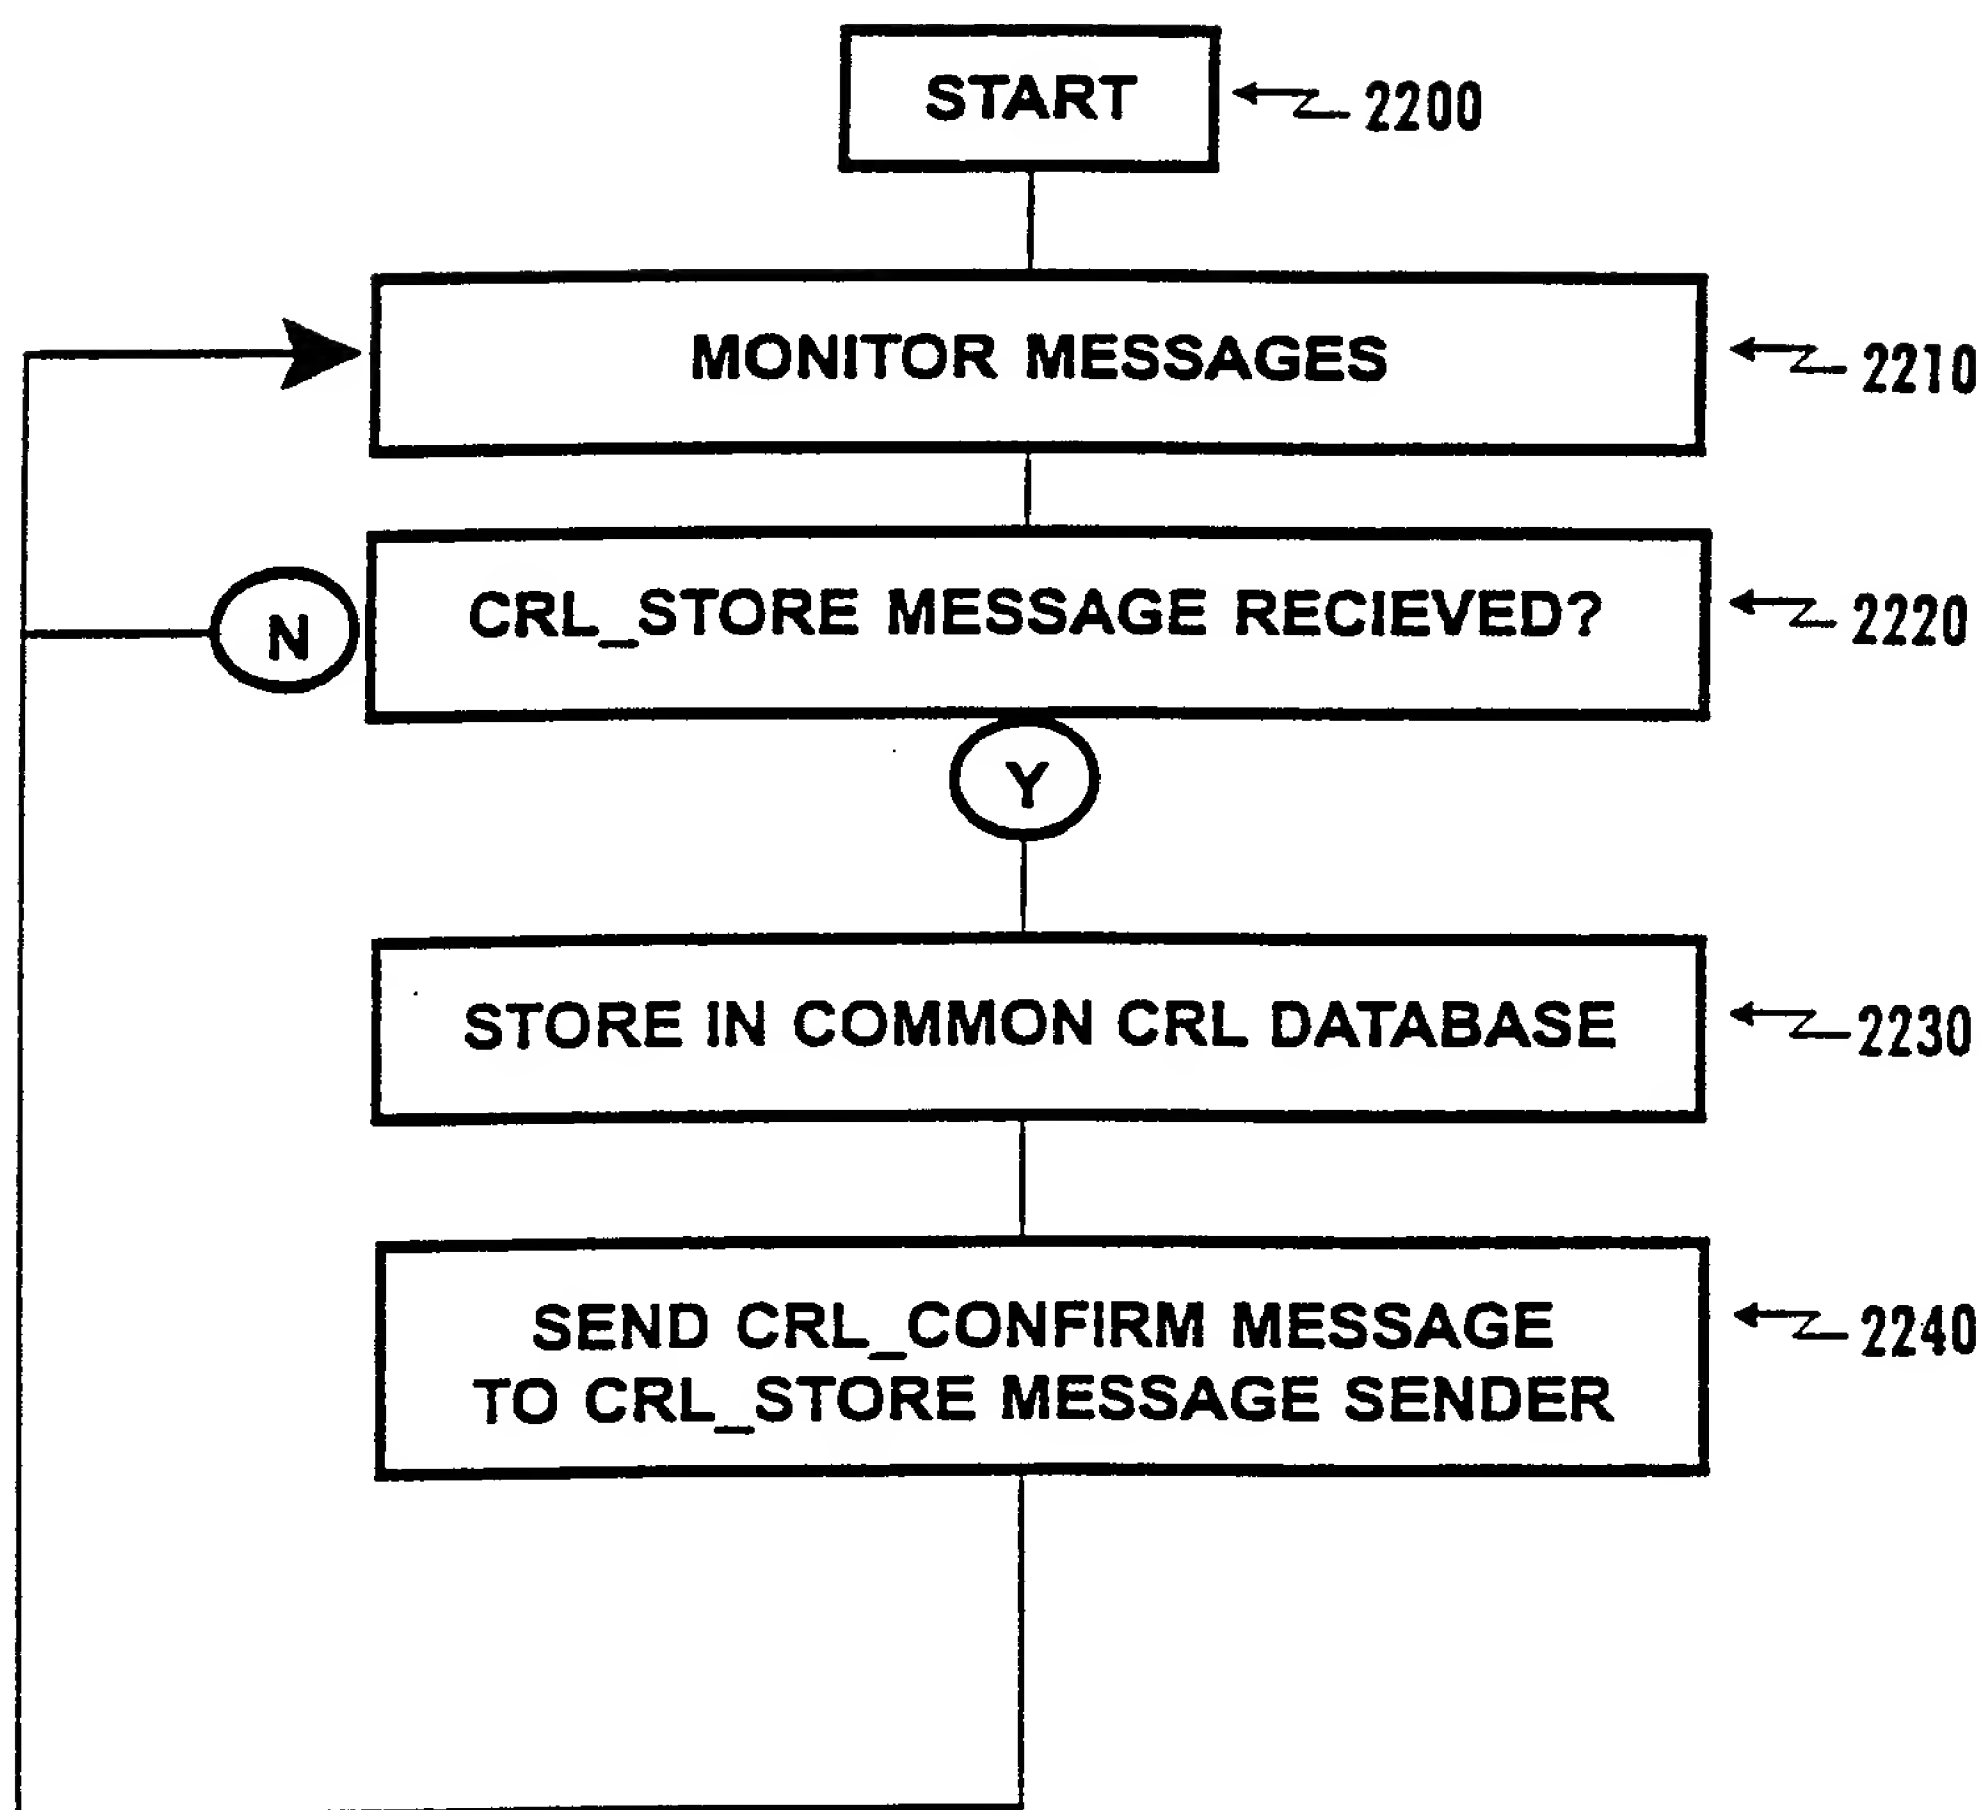 START
2200
MONITOR MESSAGES
2210
CRL_STORE MESSAGE RECIEVED?
2220
N
Y
STORE IN COMMON CRL DATABASE
2230
SEND CRL_CONFIRM MESSAGE
TO CRL_STORE MESSAGE SENDER
2240